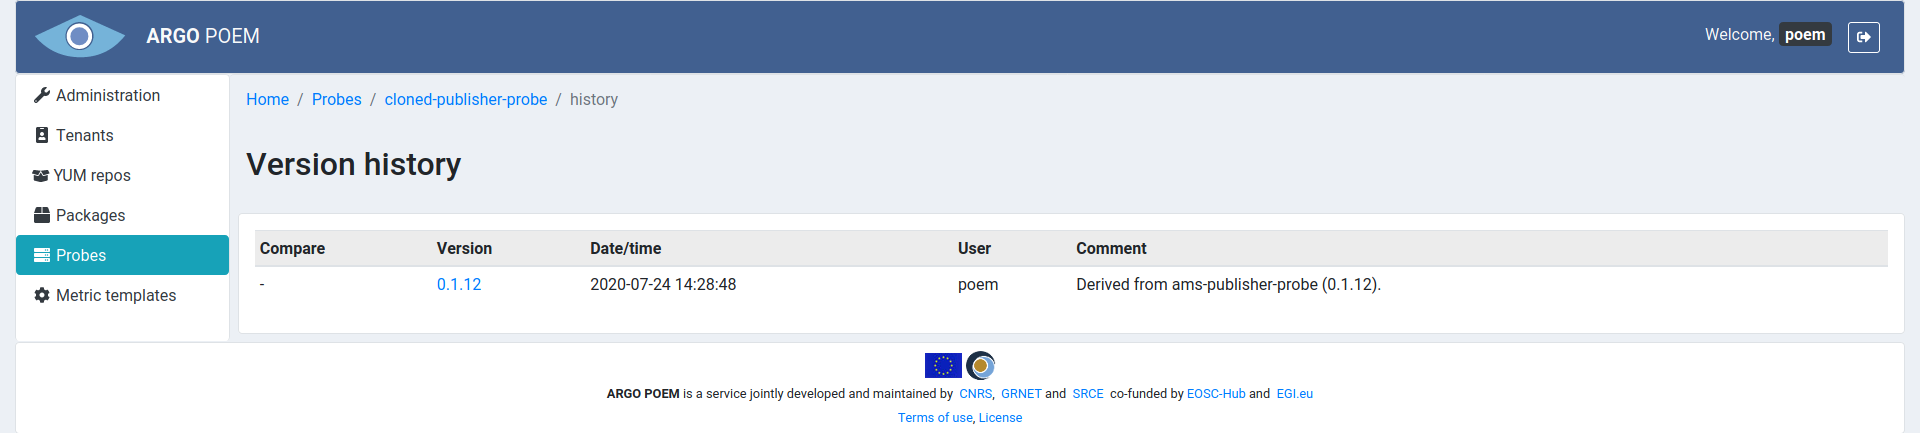 ARGO POEM
Welcome, poem
Administration
Tenants
YUM repos
Packages
Probes
Metric templates
Home / Probes / cloned-publisher-probe / history
Version history
Compare Version Date/time User Comment
- 0.1.12 2020-07-24 14:28:48 poem Derived from ams-publisher-probe (0.1.12).
ARGO POEM is a service jointly developed and maintained by CNRS, GRNET and SRCE co-funded by EOSC-Hub and EGI.eu
Terms of use, License